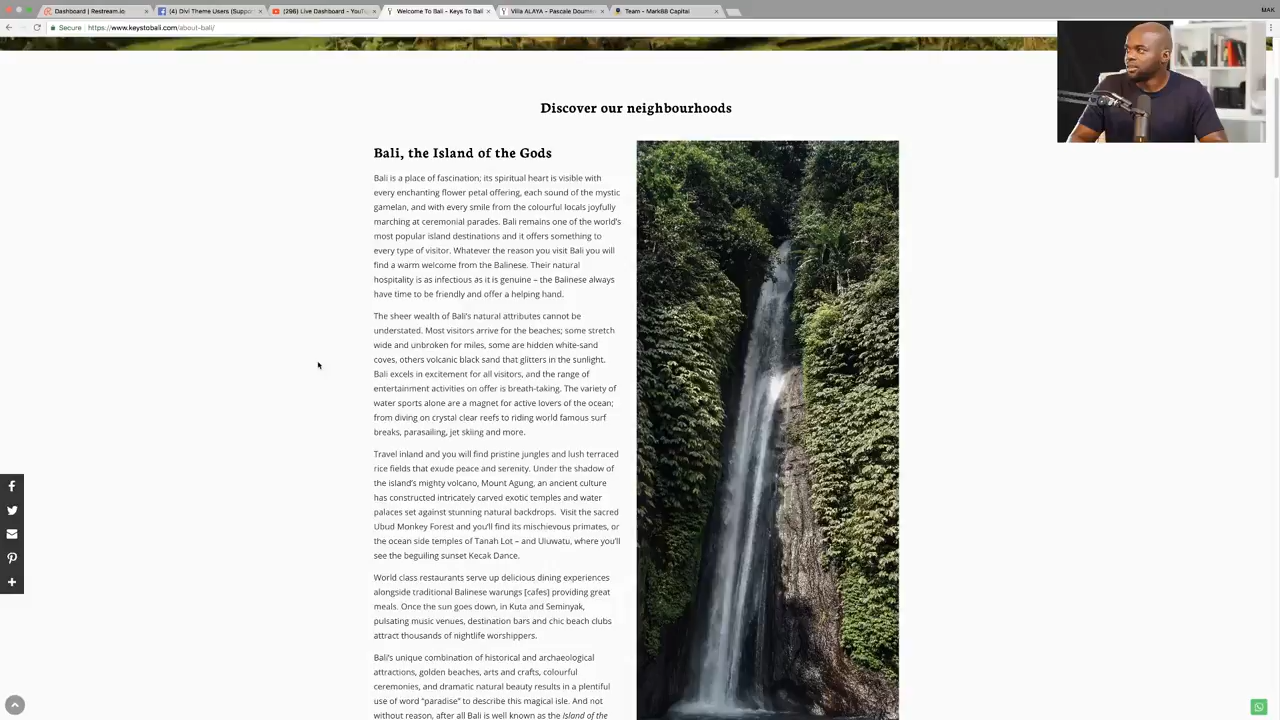 Dashboard | Restream.io
(4) Divi Theme Users (Suppor
(296) Live Dashboard - YouT
Welcome To Bali - Keys To Bali
Villa ALAYA - Pascale Doume
Team - Mark88 Capital
MAK
Secure
https://www.keystobali.com/about-bali/
Discover our neighbourhoods
Bali, the Island of the Gods
Bali is a place of fascination; its spiritual heart is visible with
every enchanting flower petal offering, each sound of the mystic
gamelan, and with every smile from the colourful locals joyfully
marching at ceremonial parades. Bali remains one of the world's
most popular island destinations and it offers something to
every type of visitor. Whatever the reason you visit Bali you will
find a warm welcome from the Balinese. Their natural
hospitality is as infectious as it is genuine – the Balinese always
have time to be friendly and offer a helping hand.
The sheer wealth of Bali's natural attributes cannot be
understated. Most visitors arrive for the beaches; some stretch
wide and unbroken for miles, some are hidden white-sand
coves, others volcanic black sand that glitters in the sunlight.
Bali excels in excitement for all visitors, and the range of
entertainment activities on offer is breath-taking. The variety of
water sports alone are a magnet for active lovers of the ocean;
from diving on crystal clear reefs to riding world famous surf
breaks, parasailing, jet skiing and more.
Travel inland and you will find pristine jungles and lush terraced
rice fields that exude peace and serenity. Under the shadow of
the island's mighty volcano, Mount Agung, an ancient culture
has constructed intricately carved exotic temples and water
palaces set against stunning natural backdrops.  Visit the sacred
Ubud Monkey Forest and you'll find its mischievous primates, or
the ocean side temples of Tanah Lot – and Uluwatu, where you'll
see the beguiling sunset Kecak Dance.
World class restaurants serve up delicious dining experiences
alongside traditional Balinese warungs [cafes] providing great
meals. Once the sun goes down, in Kuta and Seminyak,
pulsating music venues, destination bars and chic beach clubs
attract thousands of nightlife worshippers.
Bali's unique combination of historical and archaeological
attractions, golden beaches, arts and crafts, colourful
ceremonies, and dramatic natural beauty results in a plentiful
use of word “paradise” to describe this magical isle. And not
without reason, after all Bali is well known as the Island of the